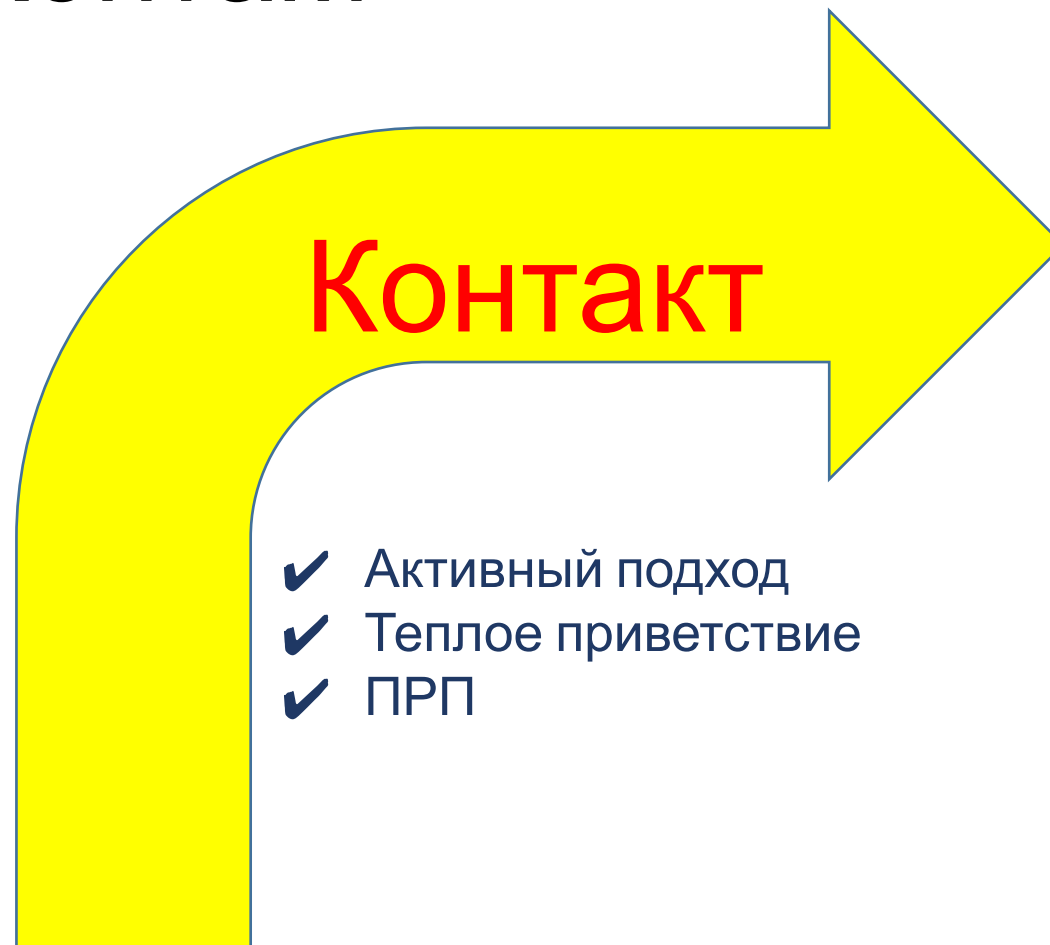 Контакт
✔ Активный подход
✔ Теплое приветствие
✔ ПРП